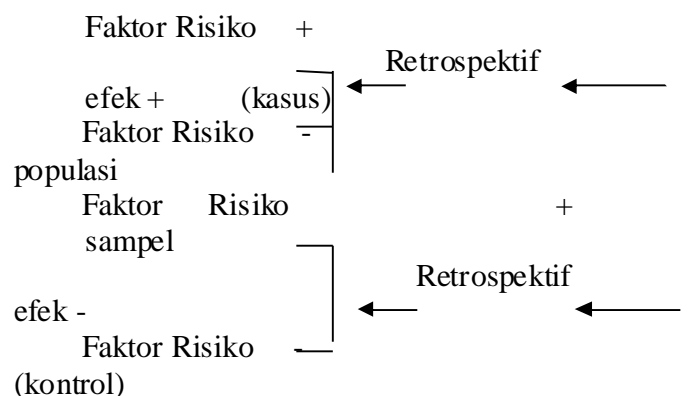 Faktor Risiko +
Retrospektif
efek + (kasus)
Faktor Risiko -
populasi
Faktor Risiko +
sampel
Retrospektif
efek -
Faktor Risiko -
(kontrol)